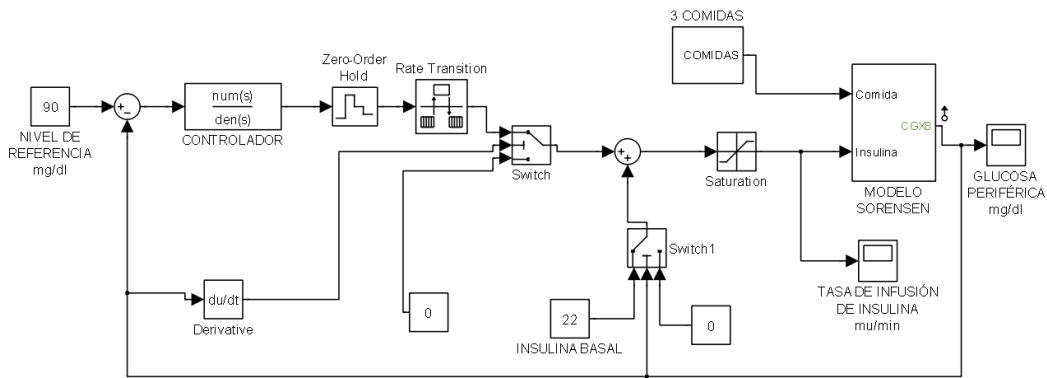 3 COMIDAS
COMIDAS
Zero-Order
Hold
Rate Transition
90
+
-
num(s)
den(s)
CONTROLADOR
NIVEL DE
REFERENCIA
mg/dl
Switch
+
+
Saturation
Comida
CGXB
Insulina
MODELO
SORENSEN
GLUCOSA
PERIFÉRICA
mg/dl
Switch1
du/dt
Derivative
0
22
INSULINA BASAL
0
TASA DE INFUSIÓN
DE INSULINA
mu/min